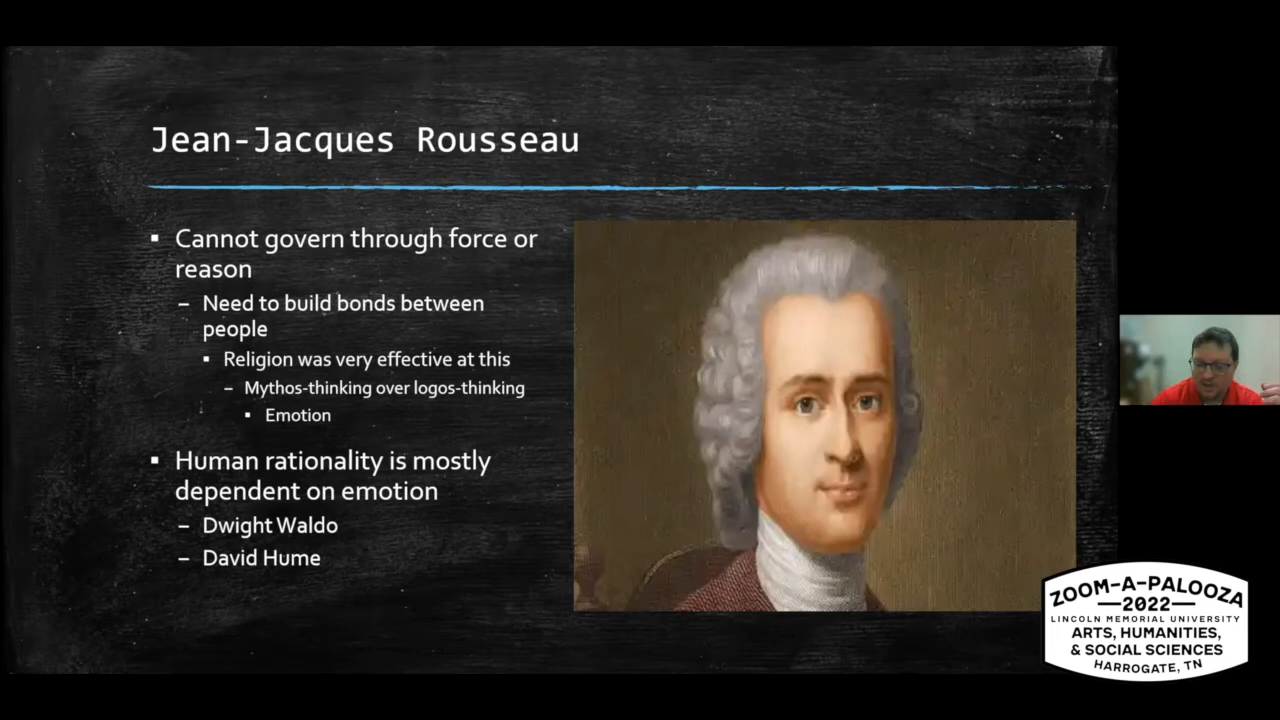 Jean-Jacques Rousseau
▪ Cannot govern through force or
reason
– Need to build bonds between
people
▪ Religion was very effective at this
– Mythos-thinking over logos-thinking
▪ Emotion
▪ Human rationality is mostly
dependent on emotion
– Dwight Waldo
– David Hume
ZOOM-A-PALOOZA
—2022—
LINCOLN MEMORIAL UNIVERSITY
ARTS, HUMANITIES,
& SOCIAL SCIENCES
HARROGATE, TN